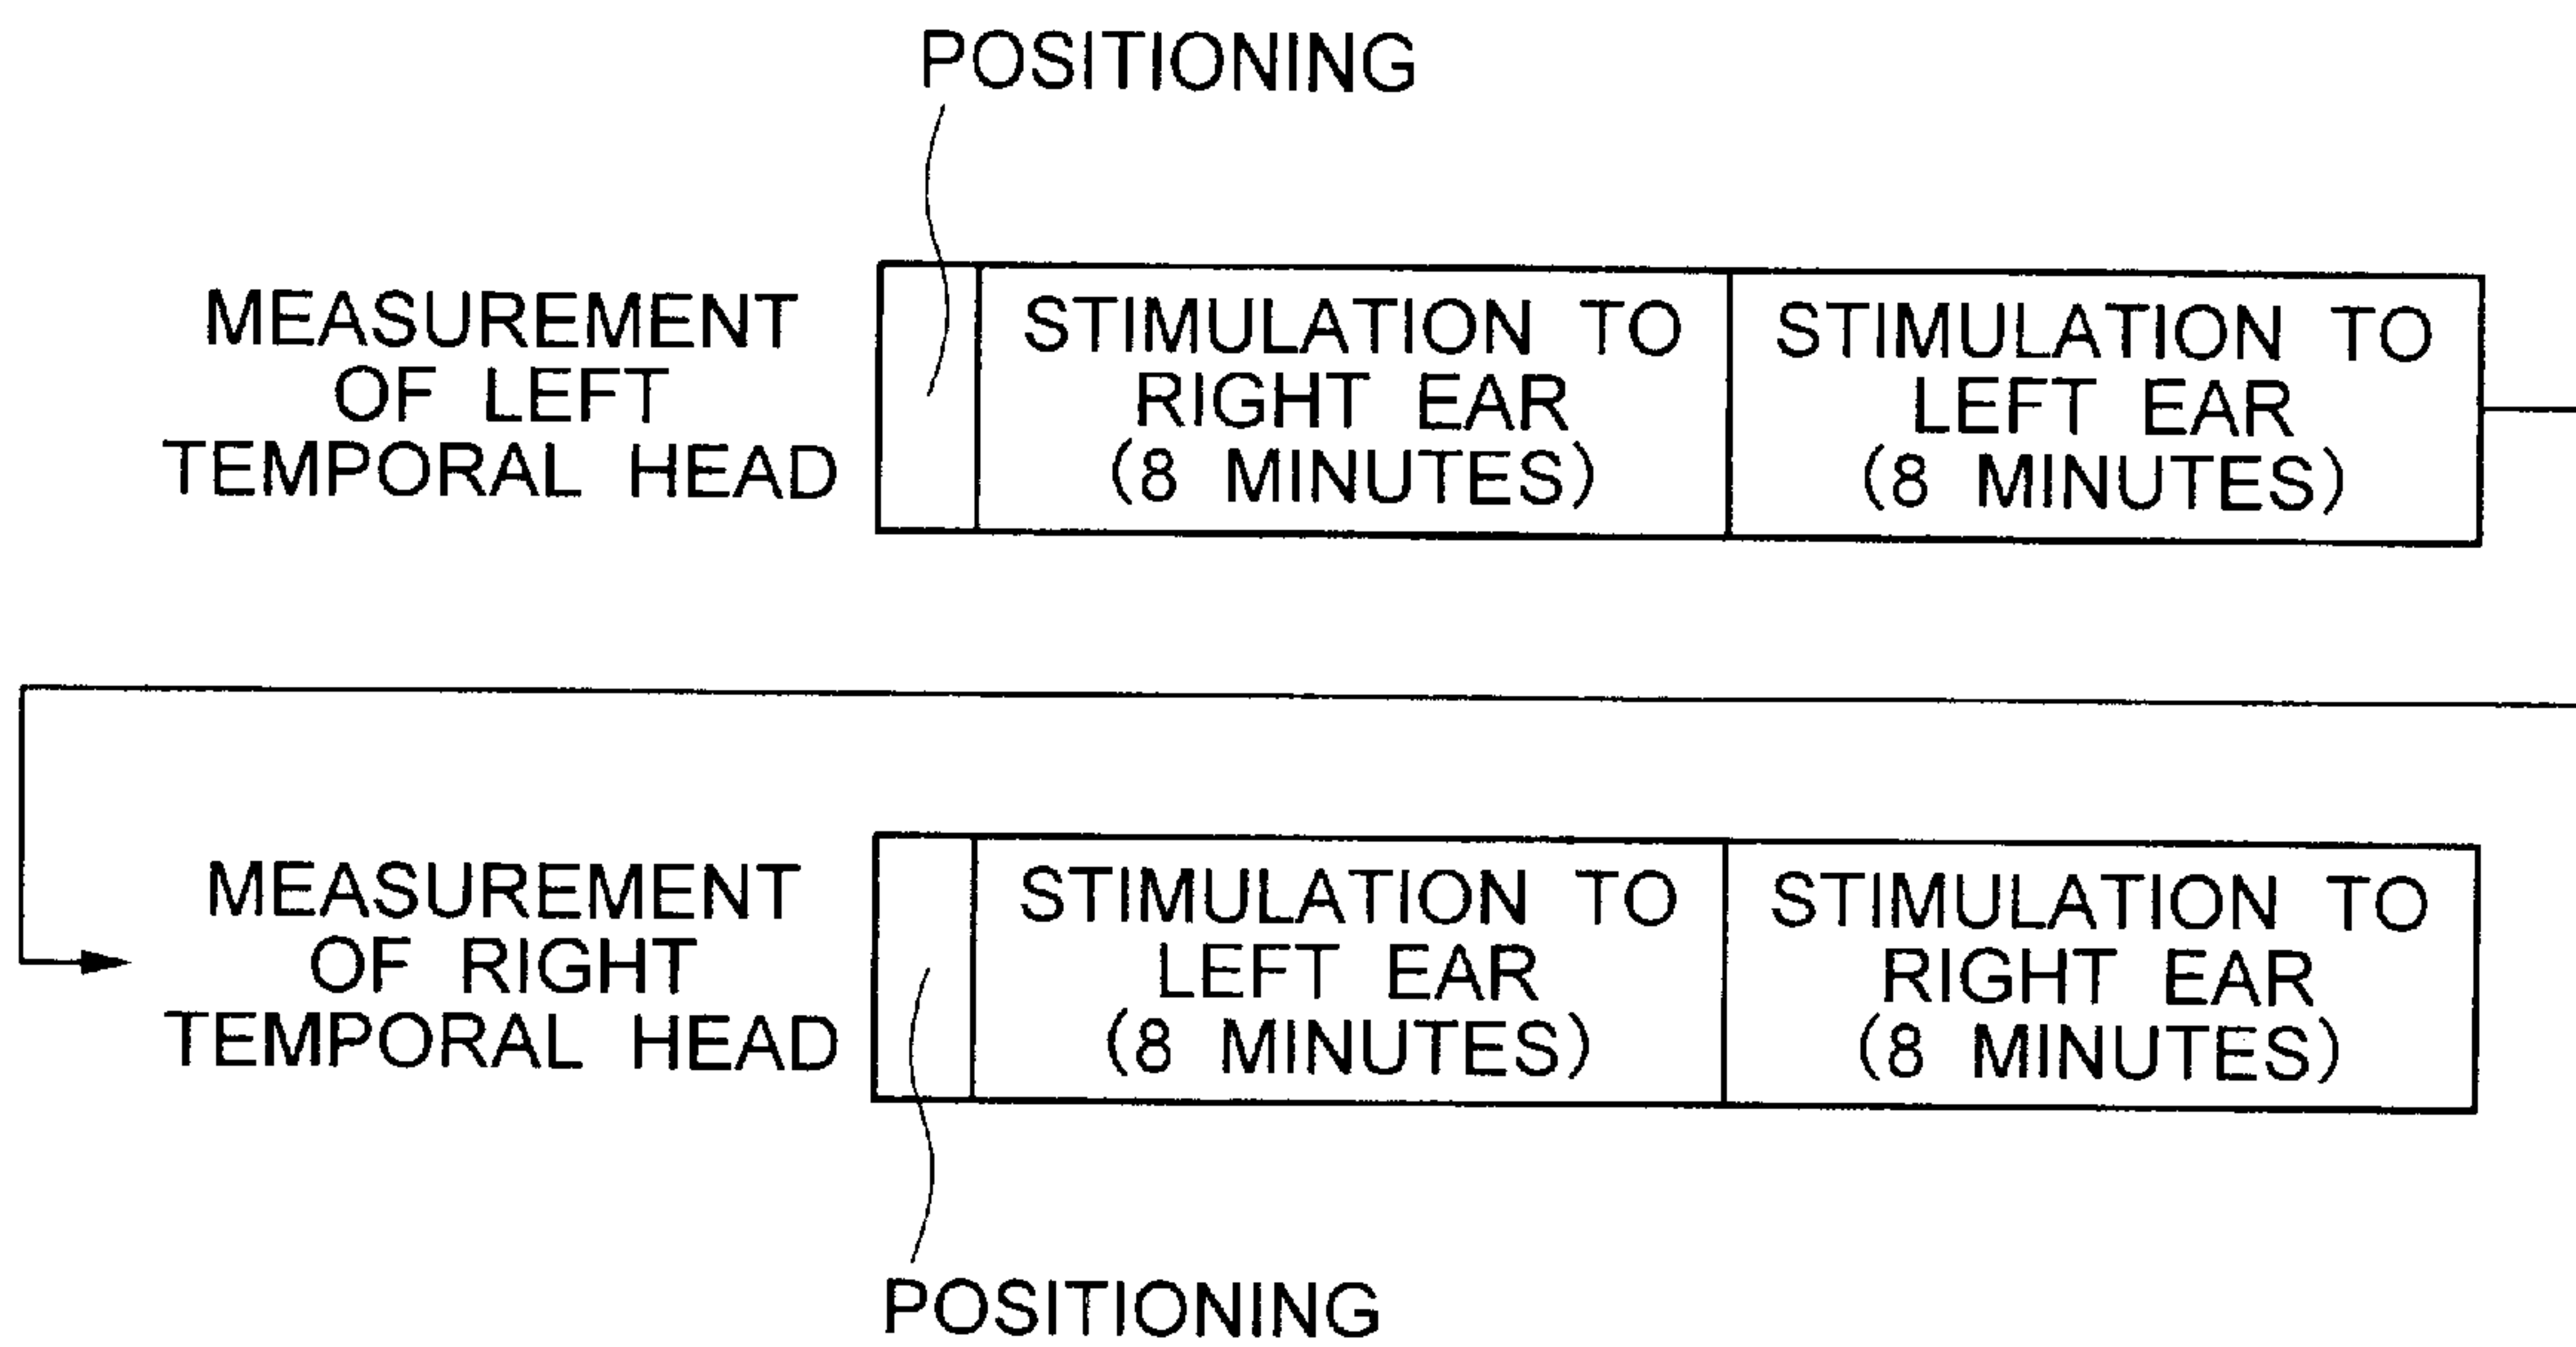 POSITIONING
MEASUREMENT
OF LEFT
TEMPORAL HEAD
STIMULATION TO
RIGHT EAR
(8 MINUTES)
STIMULATION TO
LEFT EAR
(8 MINUTES)
MEASUREMENT
OF RIGHT
TEMPORAL HEAD
STIMULATION TO
LEFT EAR
(8 MINUTES)
STIMULATION TO
RIGHT EAR
(8 MINUTES)
POSITIONING